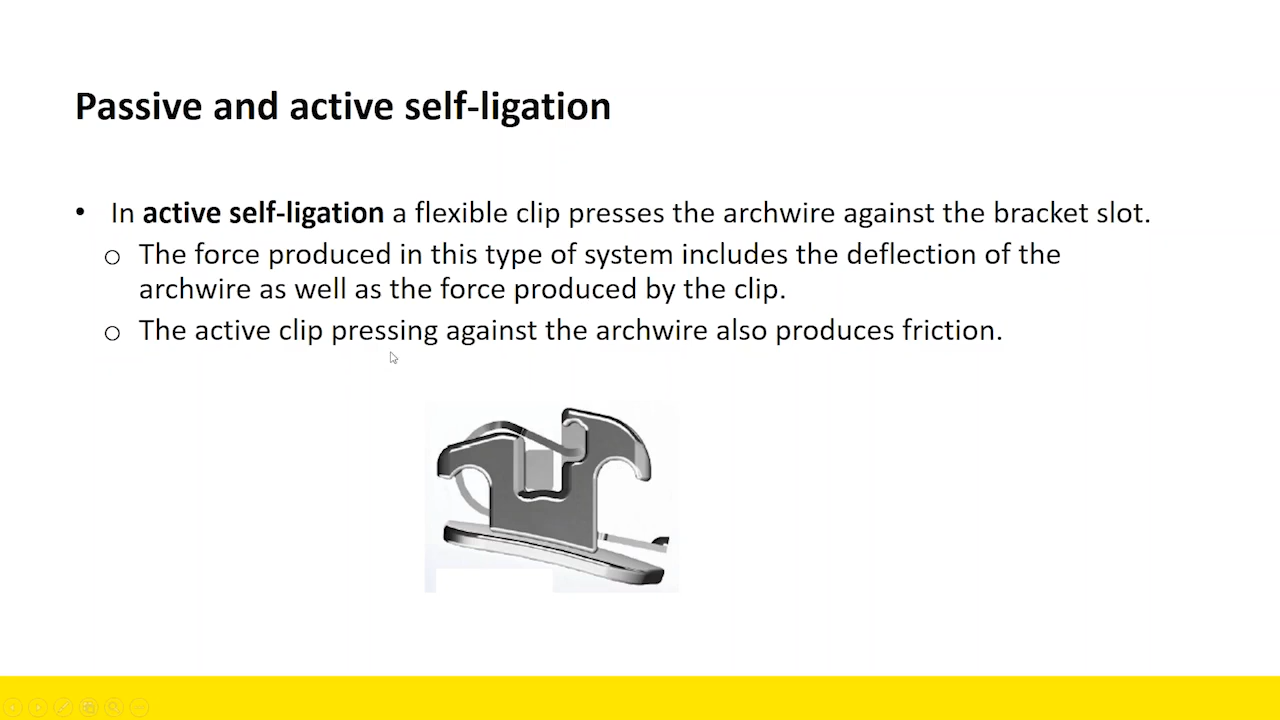 Passive and active self-ligation
• In active self-ligation a flexible clip presses the archwire against the bracket slot.
o The force produced in this type of system includes the deflection of the
archwire as well as the force produced by the clip.
o The active clip pressing against the archwire also produces friction.